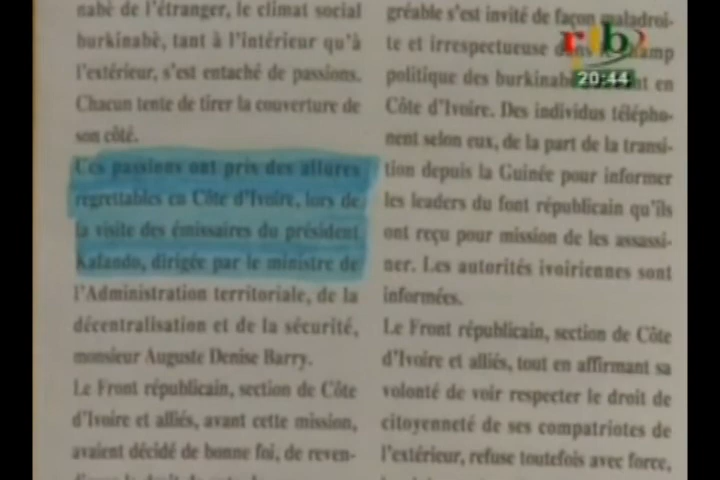 nabè de l'étranger, le climat social
burkinabè, tant à l'intérieur qu'à
l'extérieur, s'est entaché de passions.
Chacun tente de tirer la couverture de
son côté.
Ces passions ont pris des allures
regrettables en Côte d'Ivoire, lors de
la visite des émissaires du président
Kafando, dirigée par le ministre de
l'Administration territoriale, de la
décentralisation et de la sécurité,
monsieur Auguste Denise Barry.
Le Front républicain, section de Côte
d'Ivoire et alliés, avant cette mission,
avaient décidé de bonne foi, de reven-
gréable s'est invité de façon maladroi-
te et irrespectueuse dans le champ
politique des burkinabè en
Côte d'Ivoire. Des individus télépho-
nent selon eux, de la part de la transi-
tion depuis la Guinée pour informer
les leaders du font républicain qu'ils
ont reçu pour mission de les assassi-
ner. Les autorités ivoiriennes sont
informées.
Le Front républicain, section de Côte
d'Ivoire et alliés, tout en affirmant sa
volonté de voir respecter le droit de
citoyenneté de ses compatriotes de
l'extérieur, refuse toutefois avec force,
rtb
20:44